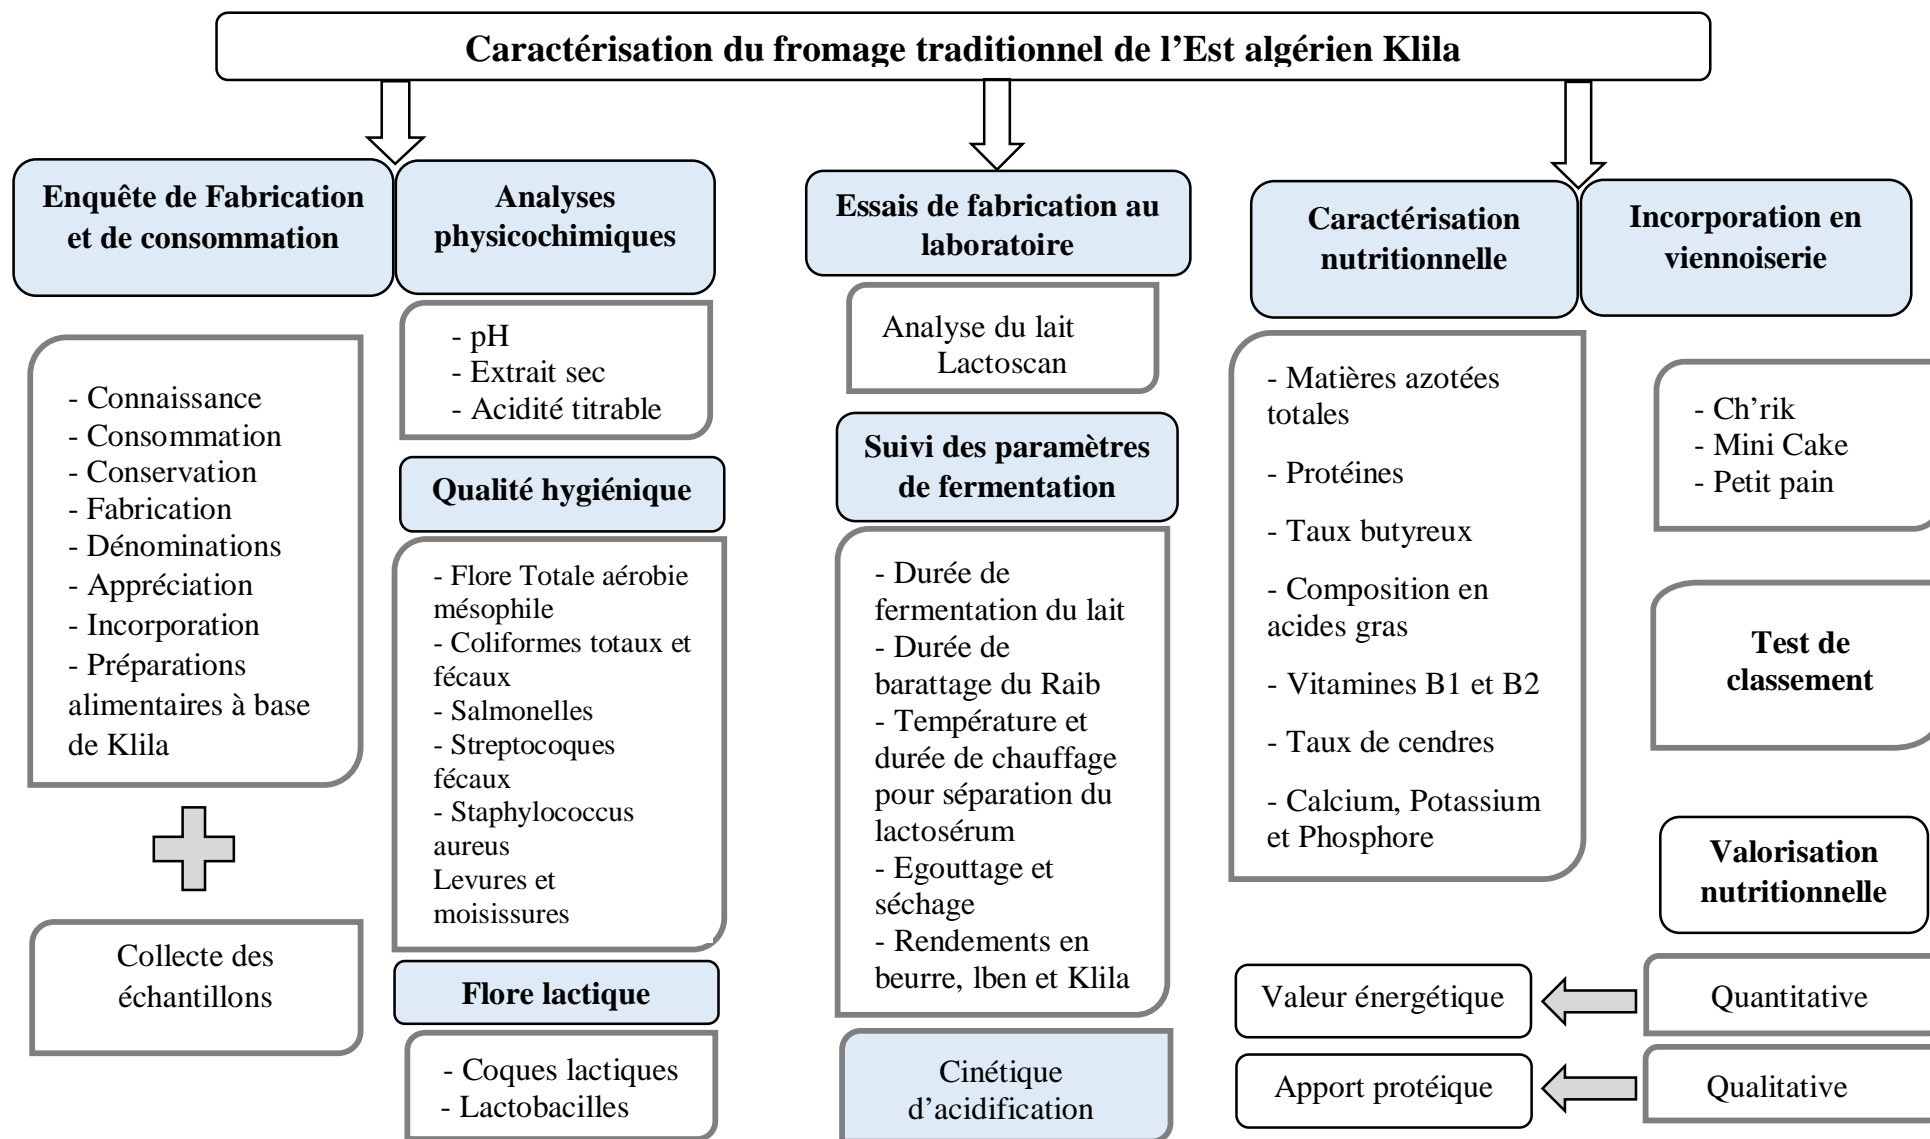 Caractérisation du fromage traditionnel de l’Est algérien Klila
Enquête de Fabrication
et de consommation
- Connaissance
- Consommation
- Conservation
- Fabrication
- Dénominations
- Appréciation
- Incorporation
- Préparations
alimentaires à base
de Klila
Collecte des
échantillons
Analyses
physicochimiques
- pH
- Extrait sec
- Acidité titrable
Qualité hygiénique
- Flore Totale aérobie
mésophile
- Coliformes totaux et
fécaux
- Salmonelles
- Streptocoques
fécaux
- Staphylococcus
aureus
Levures et
moisissures
Flore lactique
- Coques lactiques
- Lactobacilles
Essais de fabrication au
laboratoire
Analyse du lait
Lactoscan
Suivi des paramètres
de fermentation
- Durée de
fermentation du lait
- Durée de
barattage du Raib
- Température et
durée de chauffage
pour séparation du
lactosérum
- Egouttage et
séchage
- Rendements en
beurre, lben et Klila
Cinétique
d’acidification
Caractérisation
nutritionnelle
- Matières azotées
totales
- Protéines
- Taux butyreux
- Composition en
acides gras
- Vitamines B1 et B2
- Taux de cendres
- Calcium, Potassium
et Phosphore
Incorporation en
viennoiserie
- Ch’rik
- Mini Cake
- Petit pain
Test de
classement
Valorisation
nutritionnelle
Quantitative
Valeur énergétique
Qualitative
Apport protéique